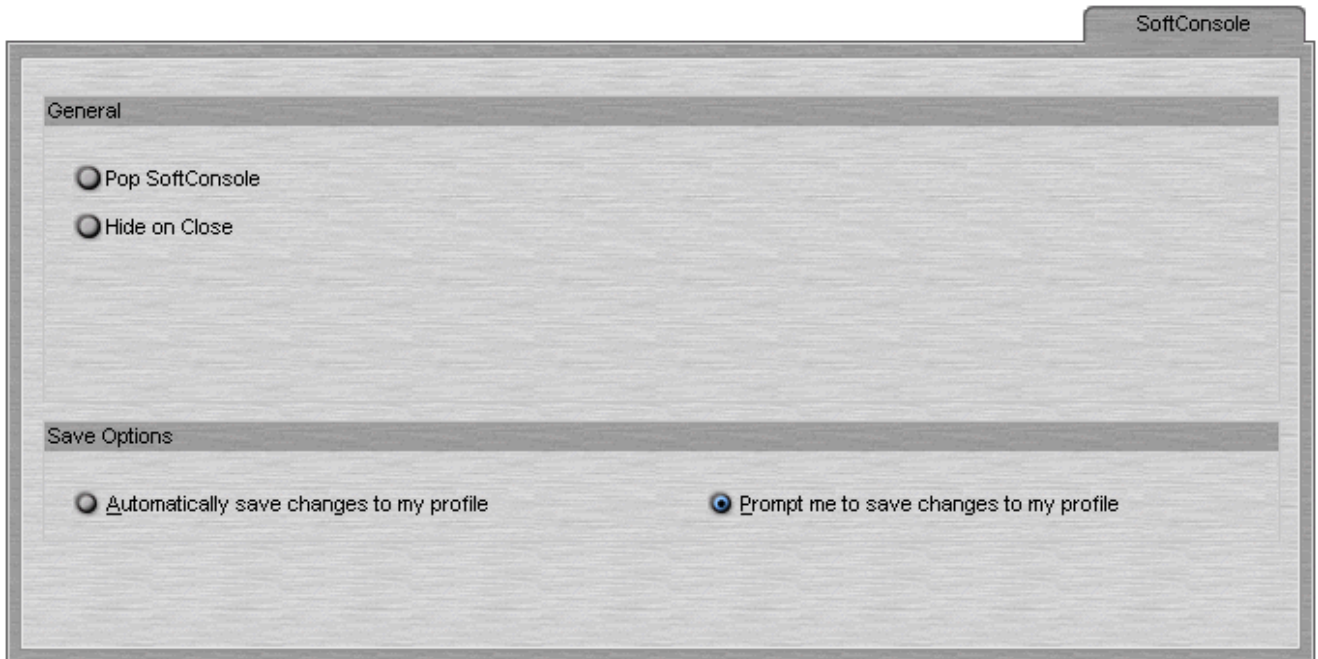 SoftConsole
General
Pop SoftConsole
Hide on Close
Save Options
Automatically save changes to my profile
Prompt me to save changes to my profile